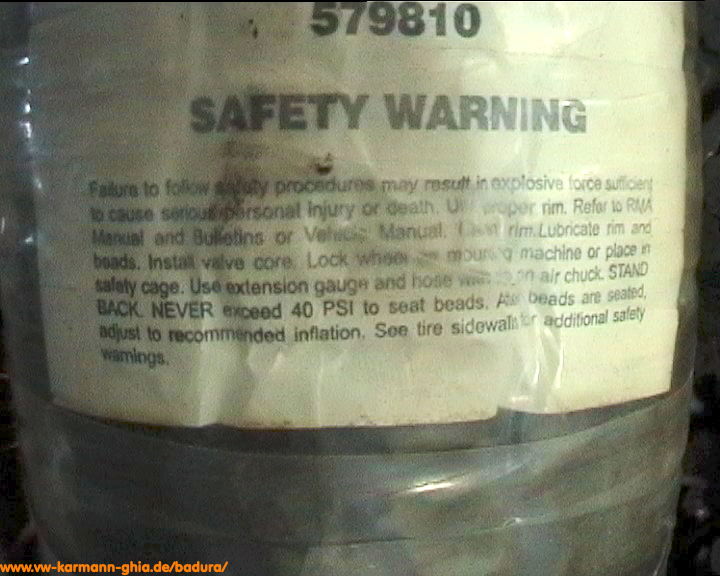 579810
SAFETY WARNING
Failure to follow safety procedures may result in explosive force sufficient
to cause serious personal injury or death. proper rim. Refer to RMA
Manual and Bulletins or Vehicle Manual. rim. Lubricate rim and
beads. Install valve core. Lock wheel on machine or place in
safety cage. Use extension gauge and hose on air chuck. STAND
BACK. NEVER exceed 40 PSI to seat beads. beads are seated,
adjust to recommended inflation. See tire sidewalls for additional safety
warnings.
www.vw-karmann-ghia.de/badura/